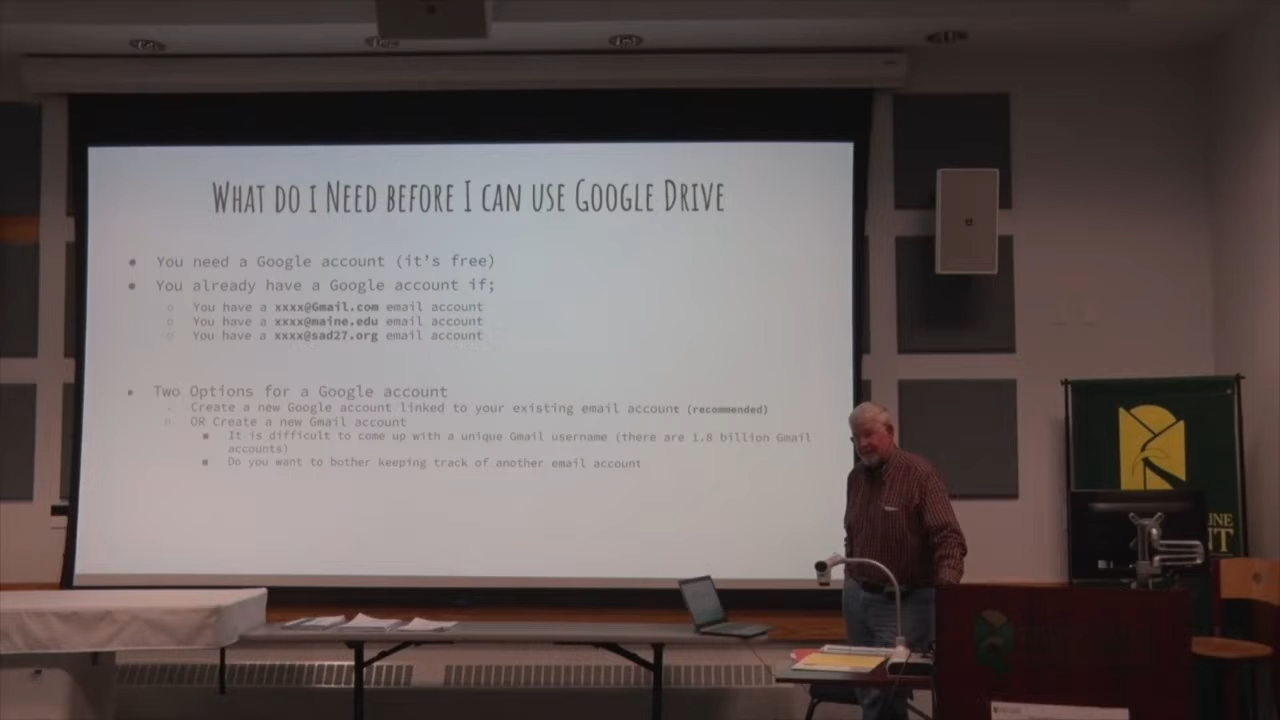 WHAT DO I NEED BEFORE I CAN USE GOOGLE DRIVE
● You need a Google account (it's free)
● You already have a Google account if;
○ You have a xxxx@Gmail.com email account
○ You have a xxxx@maine.edu email account
○ You have a xxxx@sad27.org email account
● Two Options for a Google account
○ Create a new Google account linked to your existing email account (recommended)
○ OR Create a new Gmail account
■ It is difficult to come up with a unique Gmail username (there are 1.8 billion Gmail
accounts)
■ Do you want to bother keeping track of another email account